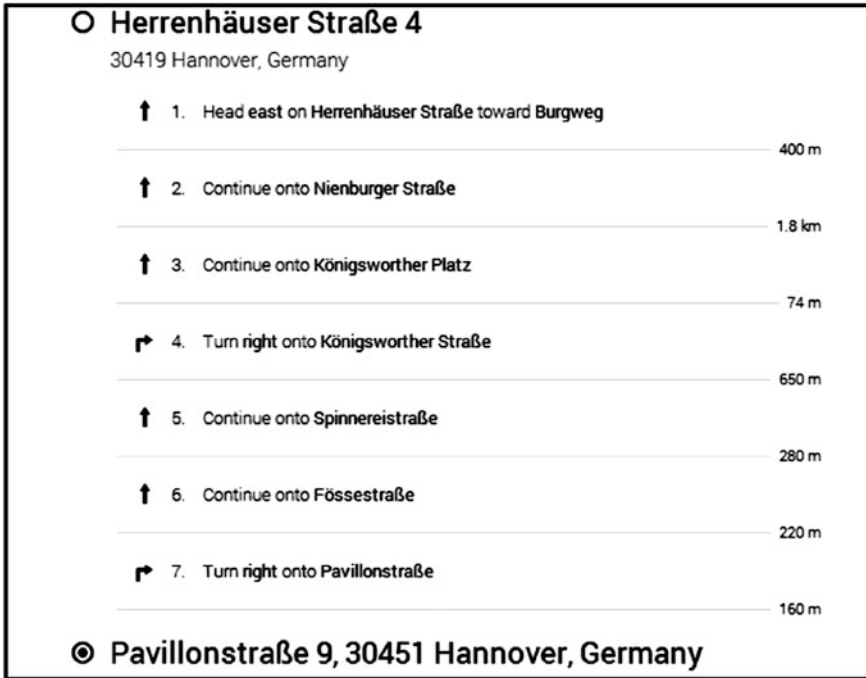 Herrenhäuser Straße 4
30419 Hannover, Germany
1. Head east on Herrenhäuser Straße toward Burgweg
400 m
2. Continue onto Nienburger Straße
1.8 km
3. Continue onto Königsworther Platz
74 m
4. Turn right onto Königsworther Straße
650 m
5. Continue onto Spinnereistraße
280 m
6. Continue onto Fössestraße
220 m
7. Turn right onto Pavillonstraße
160 m
Pavillonstraße 9, 30451 Hannover, Germany